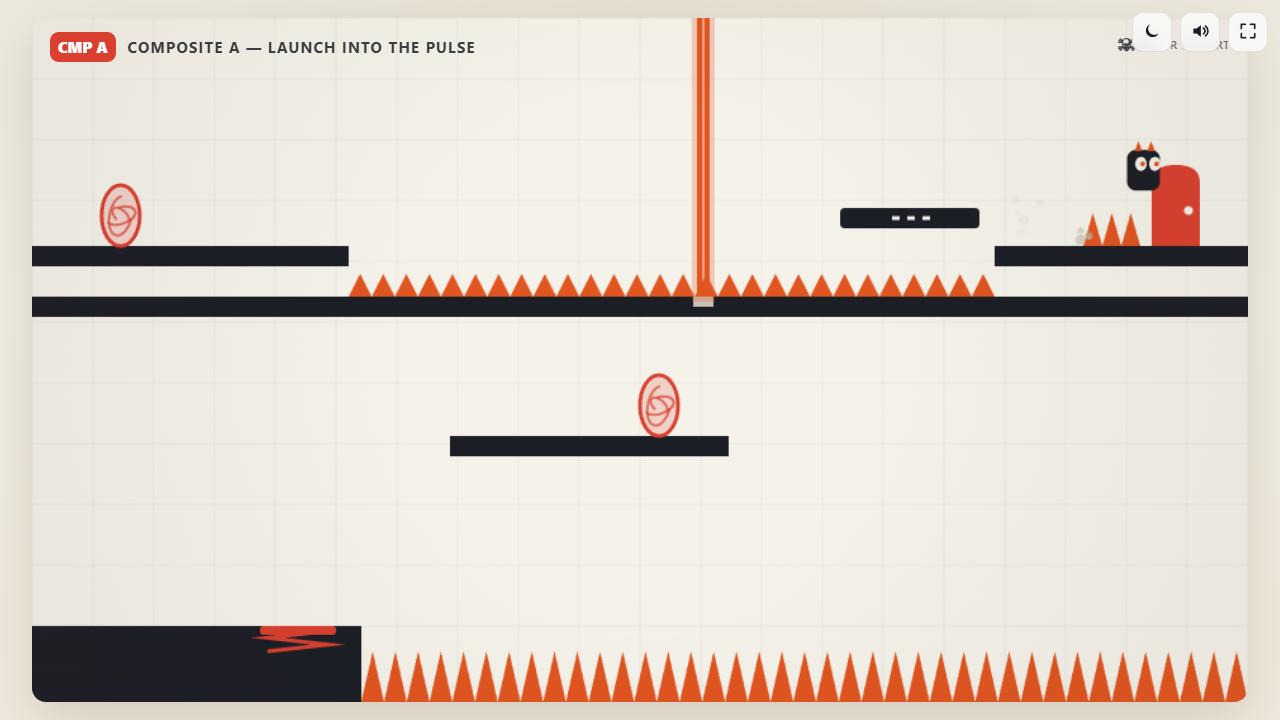 CMP A COMPOSITE A — LAUNCH INTO THE PULSE